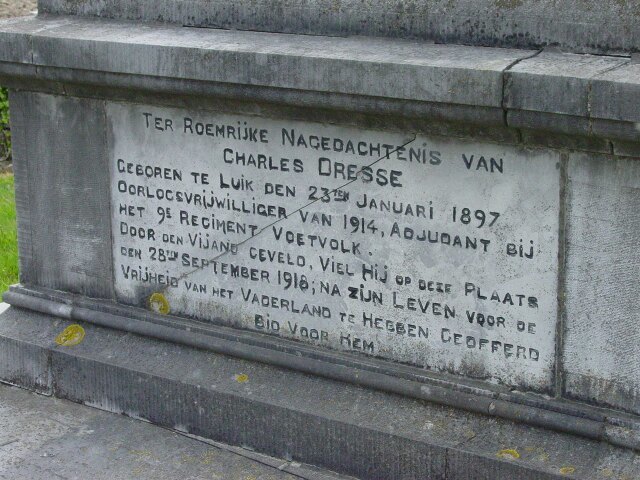 TER ROEMRIJKE NAGEDACHTENIS VAN
CHARLES DRESSE
GEBOREN TE LUIK DEN 23TEN JANUARI 1897
OORLOGSVRIJWILLIGER VAN 1914, ADJUDANT BIJ
HET 9E REGIMENT VOETVOLK.
DOOR DEN VIJAND GEVELD, VIEL HIJ OP DEZE PLAATS
DEN 28TEN SEPTEMBER 1918; NA ZIJN LEVEN VOOR DE
VRIJHEID VAN HET VADERLAND TE HEBBEN GEOFFERD
BID VOOR HEM